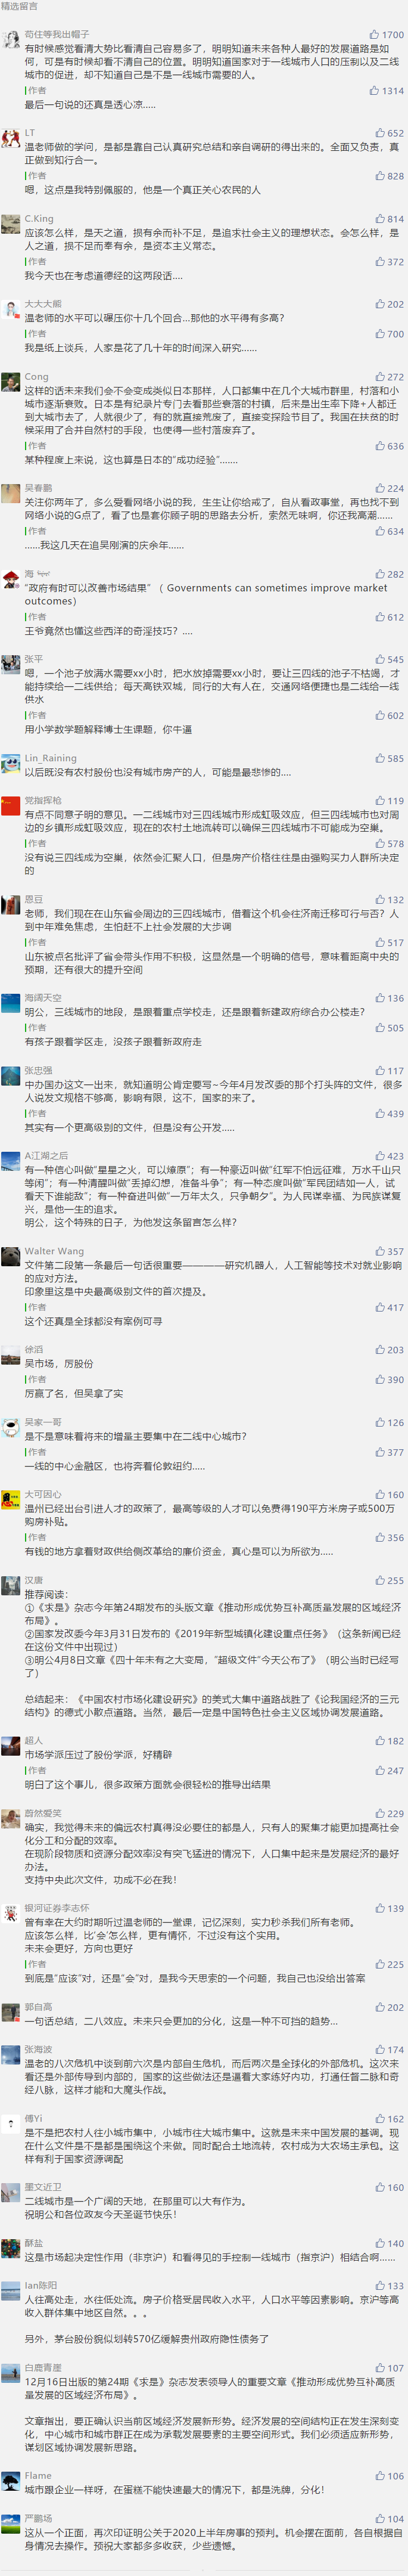 精选留言
苟住等我出帽子
1700
有时候感觉看清大势比看清自己容易多了，明明知道未来各种人最好的发展道路是如
何，可是有时候却看不清自己的位置。明明知道国家对于一线城市人口的压制以及二线
城市的促进，却不知道自己是不是一线城市需要的人。
作者
1314
最后一句说的还真是透心凉.....
LT
652
温老师做的学问，是都是靠自己认真研究总结和亲自调研的得出来的。全面又负责，真
正做到知行合一。
作者
828
嗯，这点是我特别佩服的，他是一个真正关心农民的人
C.King
814
应该怎么样，是天之道，损有余而补不足，是追求社会主义的理想状态。会怎么样，是
人之道，损不足而奉有余，是资本主义常态。
作者
372
我今天也在考虑道德经的这两段话....
大大大熊
202
温老师的水平可以碾压你十几个回合...那他的水平得有多高?
作者
700
我是纸上谈兵，人家是花了几十年的时间深入研究......
Cong
272
这样的话未来我们会不会变成类似日本那样，人口都集中在几个大城市群里，村落和小
城市逐渐衰败。日本是有纪录片专门去看那些衰落的村镇，后来是出生率下降+人都迁
到大城市去了，人就很少了，有的就直接荒废了，直接变探险节目了。我国在扶贫的时
候采用了合并自然村的手段，也使得一些村落废弃了。
作者
636
某种程度上来说，这也算是日本的“成功经验”.......
吴春鹏
224
关注你两年了，多么爱看网络小说的我，生生让你给戒了，自从看政事堂，再也找不到
网络小说的G点了，看了也是套你顾子明的思路去分析，索然无味啊，你还我高潮......
作者
634
......我这几天在追吴刚演的庆余年......
海
282
“政府有时可以改善市场结果” （ Governments can sometimes improve market
outcomes）
作者
612
王爷竟然也懂这些西洋的奇淫技巧? ....
张平
545
嗯，一个池子放满水需要xx小时，把水放掉需要xx小时，要让三四线的池子不枯竭，才
能持续给一二线供给；每天高铁双城，同行的大有人在，交通网络便捷也是二线给一线
供水
作者
602
用小学数学题解释博士生课题，你牛逼
Lin_Raining
585
以后既没有农村股份也没有城市房产的人，可能是最悲惨的....
党指挥枪
119
有点不同意子明的意见。一二线城市对三四线城市形成虹吸效应，但三四线城市也对周
边的乡镇形成虹吸效应，现在的农村土地流转可以确保三四线城市不可能成为空巢。
作者
578
没有说三四线成为空巢，依然会汇聚人口，但是房产价格往往是由强购买力人群所决定
的
恩豆
132
老师，我们现在在山东省会周边的三四线城市，借看这个机会往济南迁移可行与否？人
到中年难免焦虑，生怕赶不上社会发展的大步调
作者
517
山东被点名批评了省会带头作用不积极，这显然是一个明确的信号，意味着距离中央的
预期，还有很大的提升空间
海阔天空
136
明公，三线城市的地段，是跟着重点学校走，还是跟着新建政府综合办公楼走?
作者
505
有孩子跟着学区走，没孩子跟着新政府走
张忠强
117
中办国办这文一出来，就知道明公肯定要写~今年4月发改委的那个打头阵的文件，很多
人说发文规格不够高，影响有限，这不，国家的来了。
作者
439
其实有一个更高级别的文件，但是没有公开发.....
A江湖之后
423
有一种信心叫做“星星之火，可以燎原”；有一种豪迈叫做“红军不怕远征难，万水千山只
等闲”；有一种清醒叫做“丢掉幻想，准备斗争”；有一种态度叫做“军民团结如一人，试
看天下谁能敌”；有一种奋进叫做“一万年太久，只争朝夕”。为人民谋幸福、为民族谋复
兴，是他一生的追求。
明公，这个特殊的日子，为他发这条留言怎么样?
Walter Wang
357
文件第二段第一条最后一句话很重要————研究机器人，人工智能等技术对就业影响
的应对方法。
印象里这是中央最高级别文件的首次提及。
作者
417
这个还真是全球都没有案例可寻
徐滔
203
吴市场，厉股份
作者
390
厉赢了名，但吴拿了实
吴家一哥
126
是不是意味着将来的增量主要集中在二线中心城市?
作者
377
一线的中心金融区，也将奔着伦敦纽约.....
大可因心
160
温州已经出台引进人才的政策了，最高等级的人才可以免费得190平方米房子或500万
购房补贴。
作者
356
有钱的地方拿着财政供给侧改革给的廉价资金，真心是可以为所欲为.....
汉唐
255
推荐阅读：
①《求是》杂志今年第24期发布的头版文章《推动形成优势互补高质量发展的区域经济
布局》。
②国家发改委今年3月31日发布的《2019年新型城镇化建设重点任务》（这条新闻已经
在这份文件中出现过）
③明公4月8日文章《四十年未有之大变局，”超级文件“今天公布了》（明公当时已经写
了）
总结起来：《中国农村市场化建设研究》的美式大集中道路战胜了《论我国经济的三元
结构》的德式小散点道路。当然，最后一定是中国特色社会主义区域协调发展道路。
超人
182
市场学派压过了股份学派，好精辟
作者
247
明白了这个事儿，很多政策方面就会很轻松的推导出结果
蔚然爱笑
229
确实，我觉得未来的偏远农村真得没必要住的都是人，只有人的聚集才能更加提高社会
化分工和分配的效率。
在现阶段物质和资源分配效率没有突飞猛进的情况下，人口集中起来是发展经济的最好
办法。
支持中央此次文件，功成不必在我！
银河证券李志怀
139
曾有幸在大约时期听过温老师的一堂课，记忆深刻，实力秒杀我们所有老师。
应该怎么样，比‘会’怎么样，更有情怀，不过没有这个实用。
未来会更好，方向也更好
作者
225
到底是”应该“对，还是”会“对，是我今天思索的一个问题，我自己也没给出答案
郭自高
202
一句话总结，二八效应。未来只会更加的分化，这是一种不可挡的趋势...
张海波
174
温老的八次危机中谈到前六次是内部自生危机，而后两次是全球化的外部危机。这次来
看还是外部传导到内部的，国家的这些做法还是逼着大家练好内功，打通任督二脉和奇
经八脉，这样才能和大魔头作战。
傅Yi
162
是不是把农村人往小城市集中，小城市往大城市集中。这就是未来中国发展的基调。现
在什么文件是不是都是围绕这个来做。同时配合土地流转，农村成为大农场主承包。这
样有利于国家资源调配
墨文近卫
160
二线城市是一个广阔的天地，在那里可以大有作为。
祝明公和各位政友今天圣诞节快乐！
酥盐
140
这是市场起决定性作用（非京沪）和看得见的手控制一线城市（指京沪）相结合啊......
Ian陈阳
133
人往高处走，水往低处流。房子价格受居民收入水平，人口水平等因素影响。京沪等高
收入群体集中地区自然。。。
另外，茅台股份貌似划转570亿缓解贵州政府隐性债务了
白鹿青崖
107
12月16日出版的第24期《求是》杂志发表领导人的重要文章《推动形成优势互补高质
量发展的区域经济布局》。
文章指出，要正确认识当前区域经济发展新形势。经济发展的空间结构正在发生深刻变
化，中心城市和城市群正在成为承载发展要素的主要空间形式。我们必须适应新形势，
谋划区域协调发展新思路。
Flame
106
城市跟企业一样呀，在蛋糕不能快速最大的情况下，都是洗牌，分化！
严鹏场
104
这从一个正面，再次印证明公关于2020上半年房事的预判。机会摆在面前，各自根据自
身情况去操作。预祝大家都多多收获，少些遗憾。